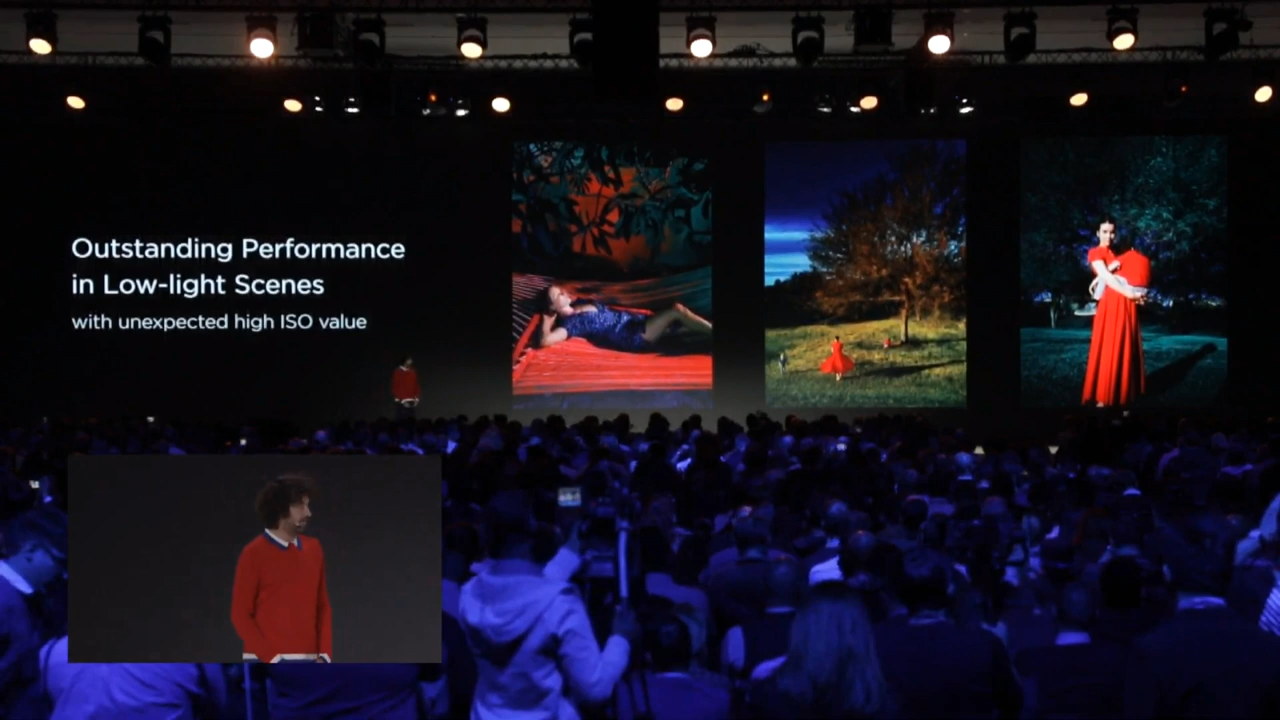 Outstanding Performance
in Low-light Scenes
with unexpected high ISO value